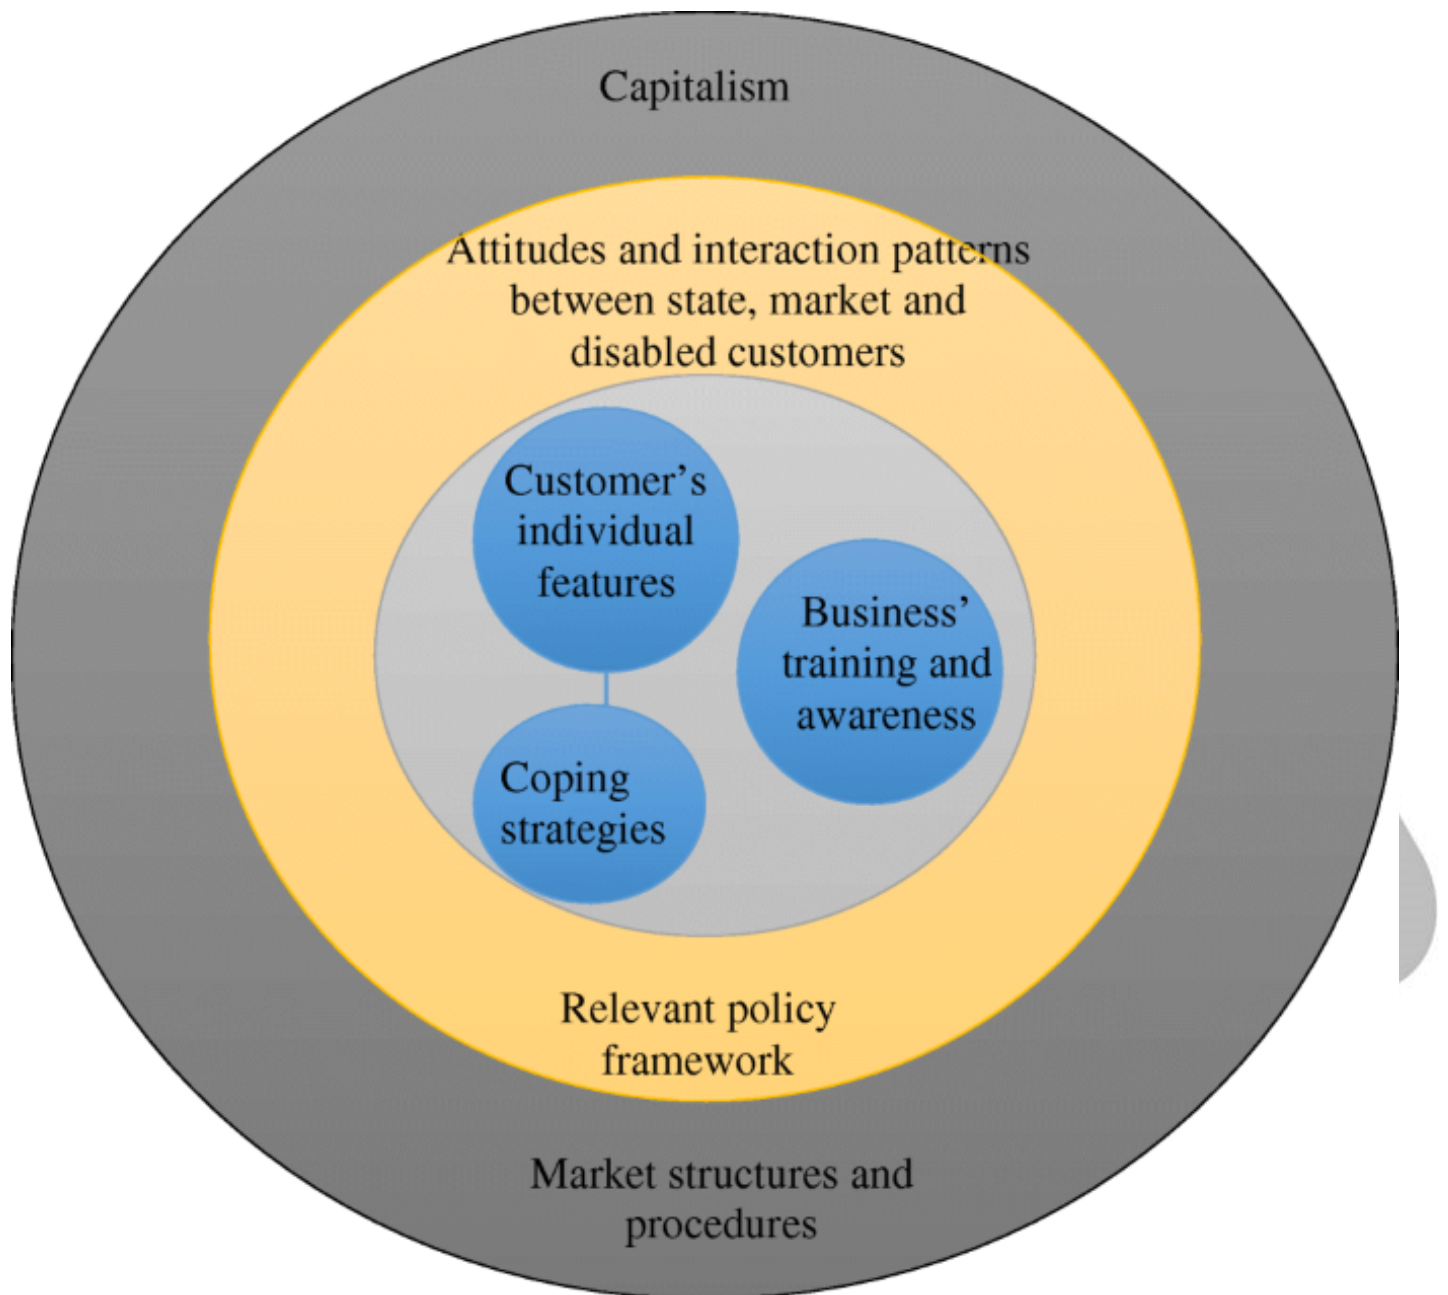 Capitalism
Attitudes and interaction patterns
between state, market and
disabled customers
Customer’s
individual
features
Business’
training and
awareness
Coping
strategies
Relevant policy
framework
Market structures and
procedures